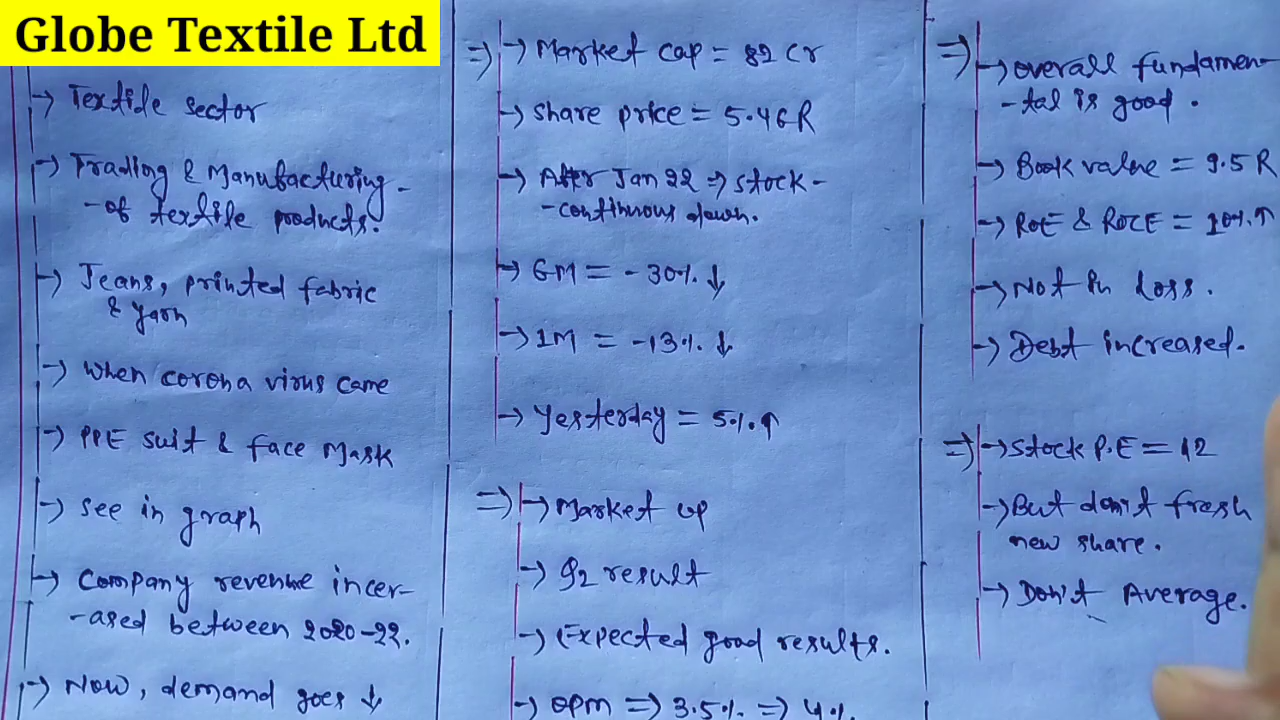 Globe Textile Ltd
→ Textile sector
→ Trading & Manufacturing-
-of textile products.
→ Jeans, printed fabric
& yarn
→ when corona virus came
→ PPE suit & face Mask
→ see in graph
→ Company revenue incer-
-ased between 2020-22.
→ Now, demand goes ↓
⇒ → Market cap = 82 Cr
→ share price = 5.46R
→ After Jan 22 ⇒ stock-
-continuous down.
→ 6M = -30% ↓
→ 1M = -13% ↓
→ Yesterday = 5% ↑
⇒ → Market up
→ Q2 result
→ Expected good results.
→ OPM ⇒ 3.5% ⇒ 4%.
⇒ → overall fundamen-
-tal is good.
→ Book value = 9.5 R
→ ROE & ROCE = 10% ↑
→ Not in loss.
→ Debt increased.
⇒ → stock P.E = 12
→ But don't fresh
new share.
→ Don't Average.